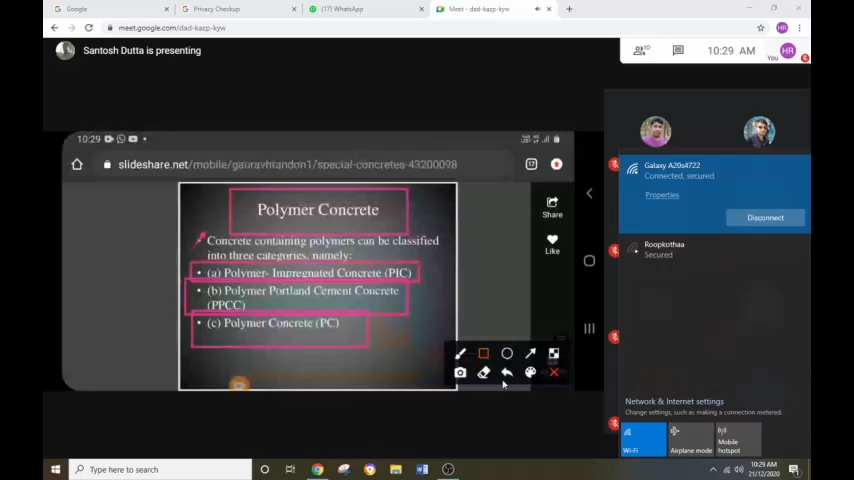 Google
Privacy Checkup
(17) WhatsApp
Meet - dad-kazp-kyw
meet.google.com/dad-kazp-kyw
HR
Santosh Dutta is presenting
10
10:29 AM
You
HR
10:29
slideshare.net/mobile/gauravhtandon1/special-concretes-43200098
17
Polymer Concrete
• Concrete containing polymers can be classified
into three categories, namely:
• (a) Polymer- Impregnated Concrete (PIC)
• (b) Polymer Portland Cement Concrete
(PPCC)
• (c) Polymer Concrete (PC)
Share
Like
Galaxy A20s4722
Connected, secured
Properties
Disconnect
Roopkothaa
Secured
Network & Internet settings
Change settings, such as making a connection metered.
Wi-Fi
Airplane mode
Mobile
hotspot
Type here to search
10:29 AM
21/12/2020